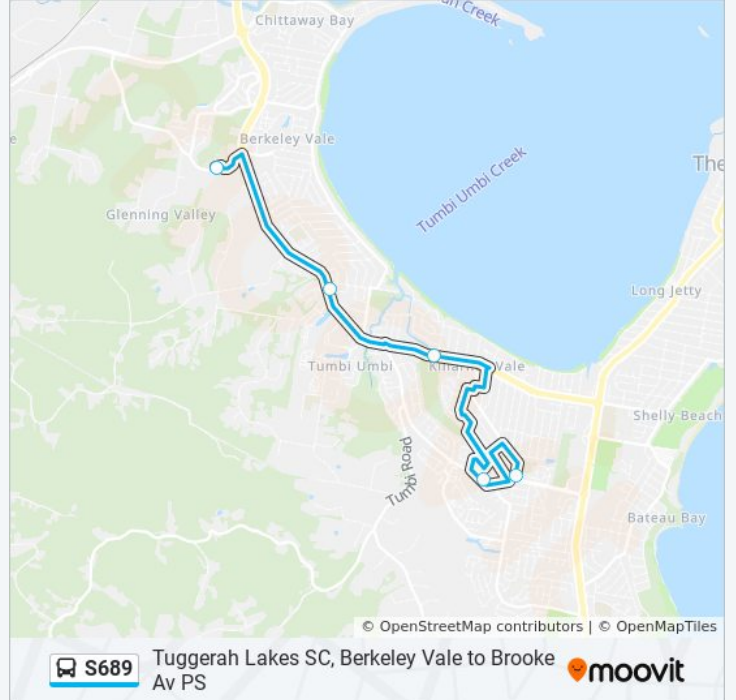 Chittaway Bay
Creek
Berkeley Vale
The
Tumbi Umbi Creek
Glenning Valley
Long Jetty
Tumbi Umbi
Vale
Shelly Beach
Tumbi Road
Bateau Bay
© OpenStreetMap contributors | © OpenMapTiles
S689
Tuggerah Lakes SC, Berkeley Vale to Brooke
Av PS
moovit